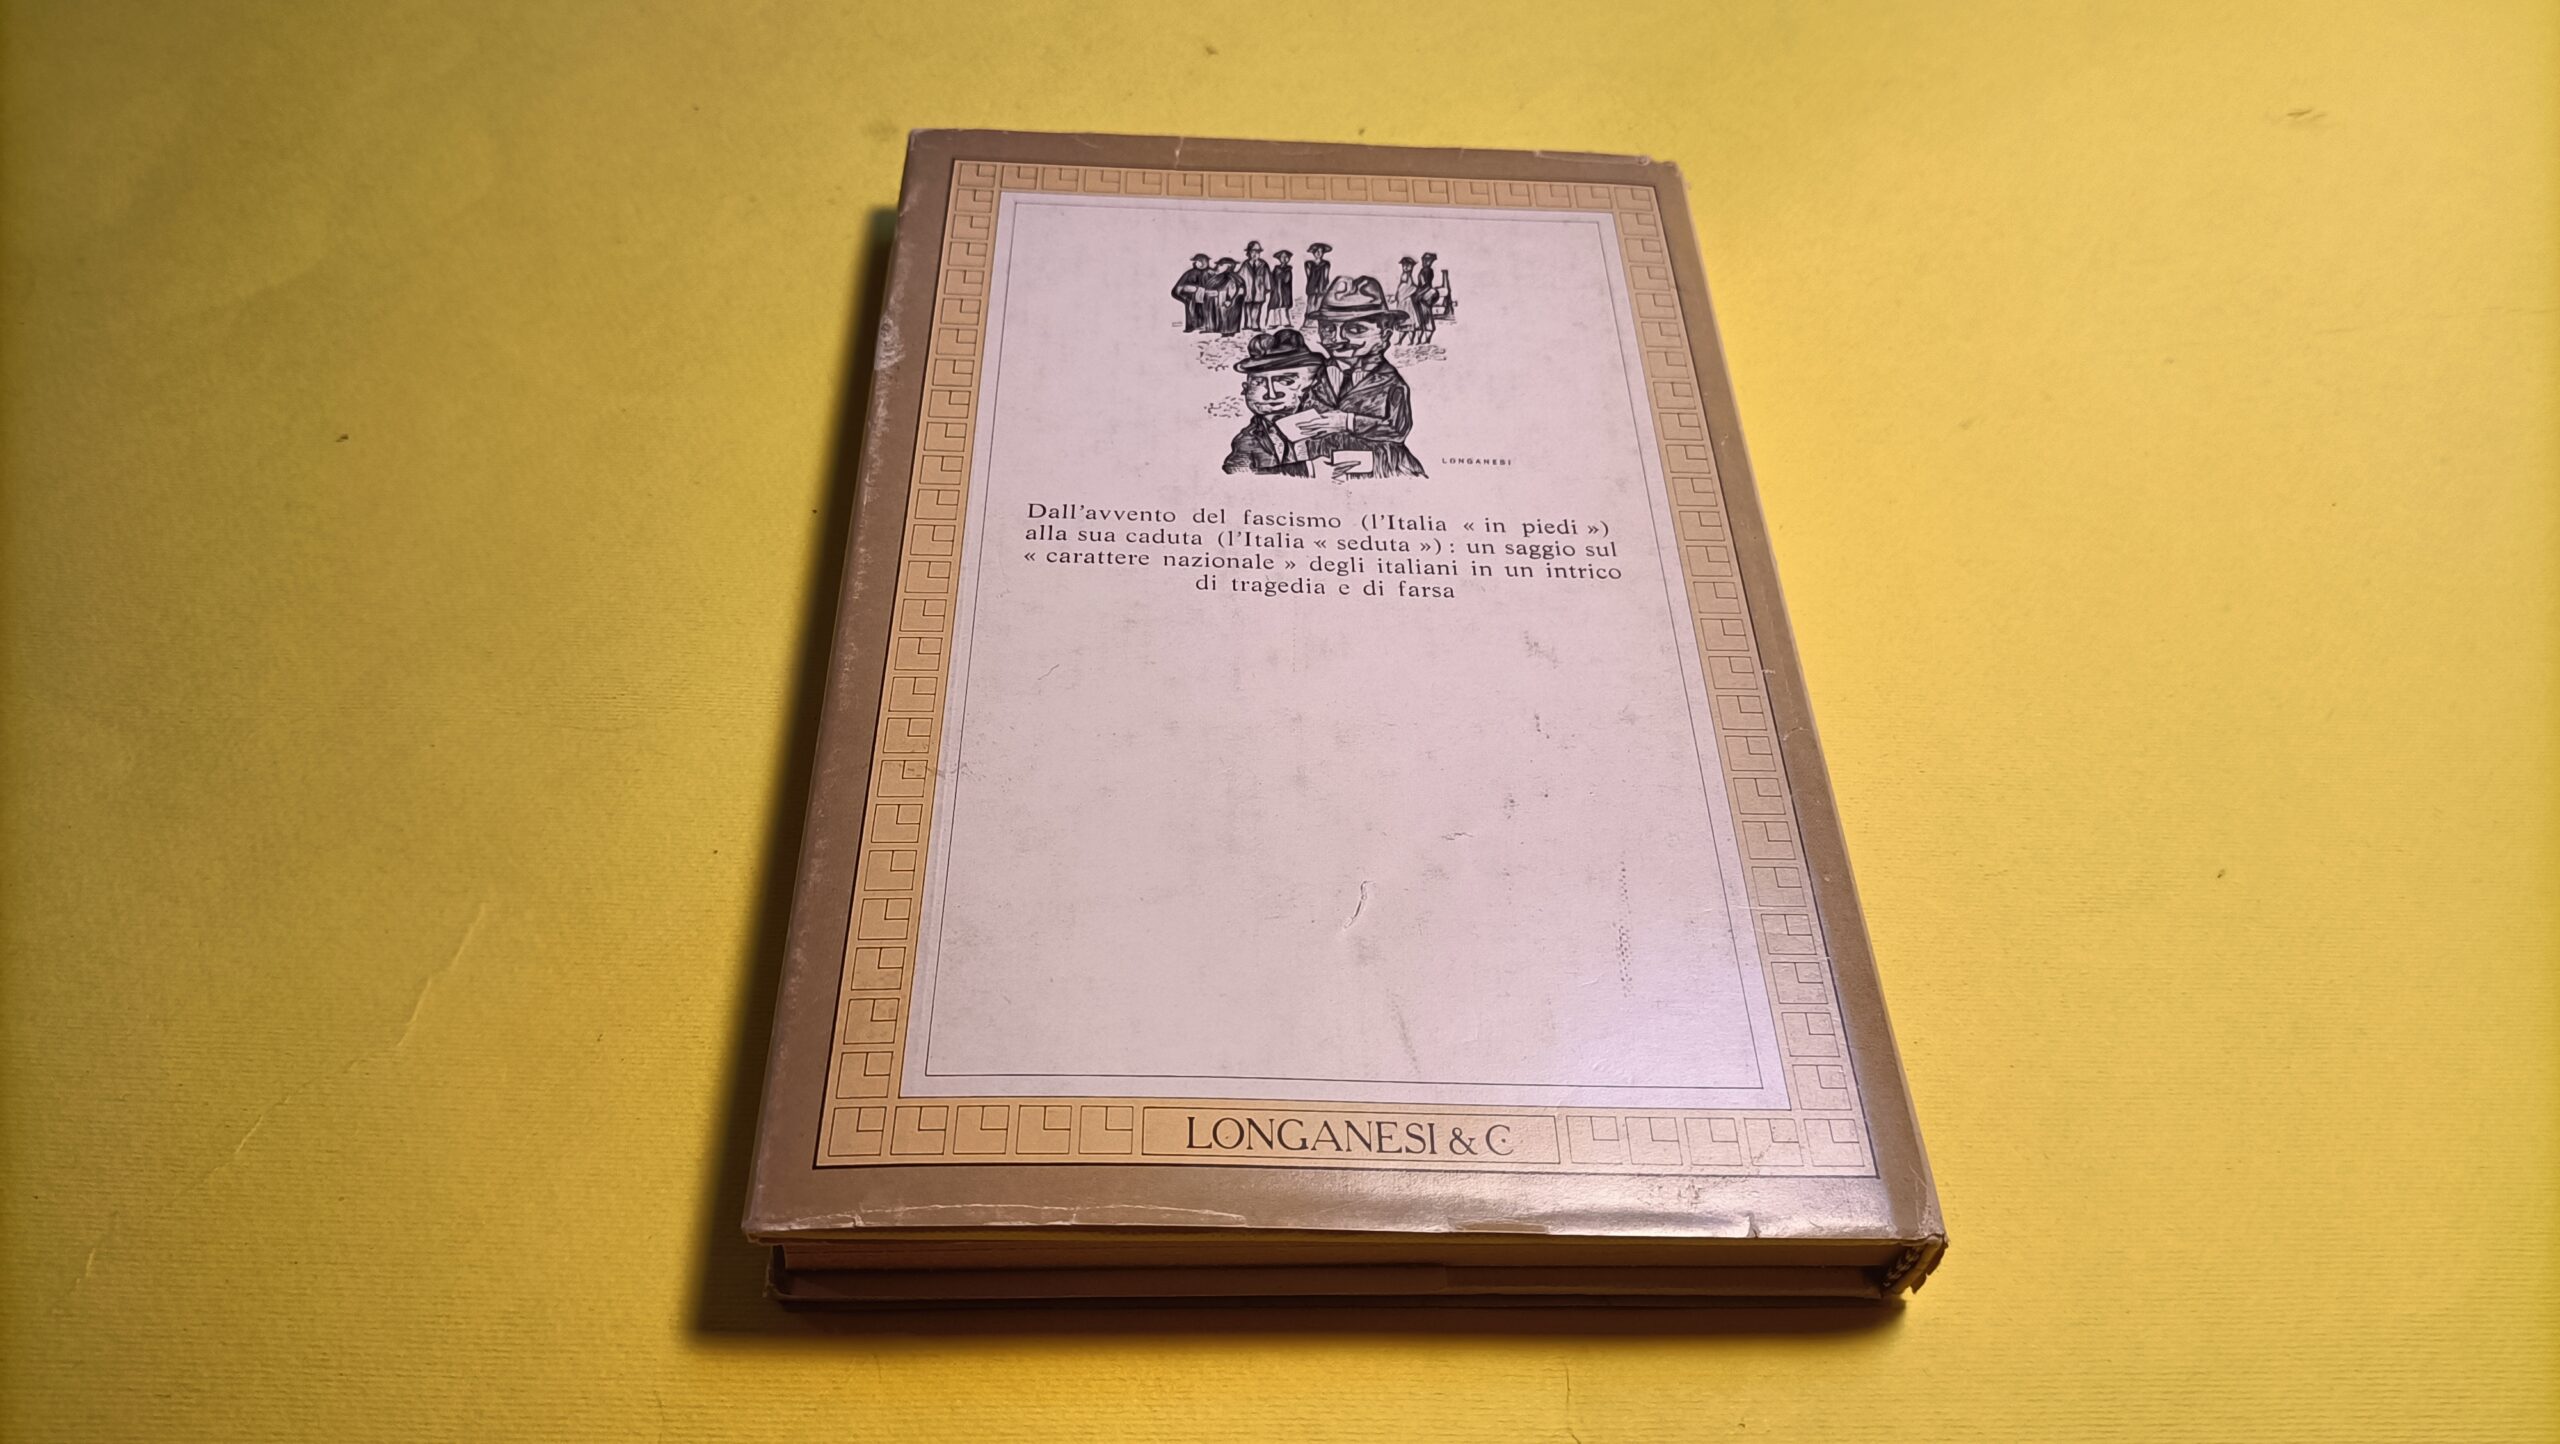 LONGANESI
Dall'avvento del fascismo (l'Italia « in piedi »)
alla sua caduta (l'Italia « seduta ») : un saggio sul
« carattere nazionale » degli italiani in un intrico
di tragedia e di farsa
LONGANESI & C.